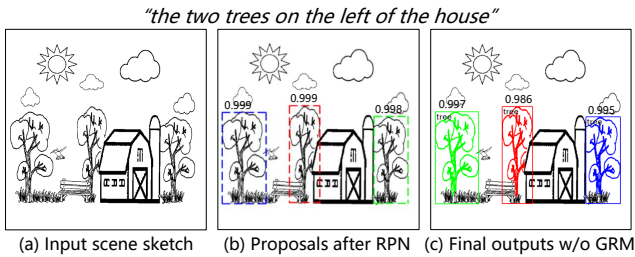 "the two trees on the left of the house"
0.999 0.999 0.998
0.997 0.986 0.995
tree tree tree
(a) Input scene sketch (b) Proposals after RPN (c) Final outputs w/o GRM